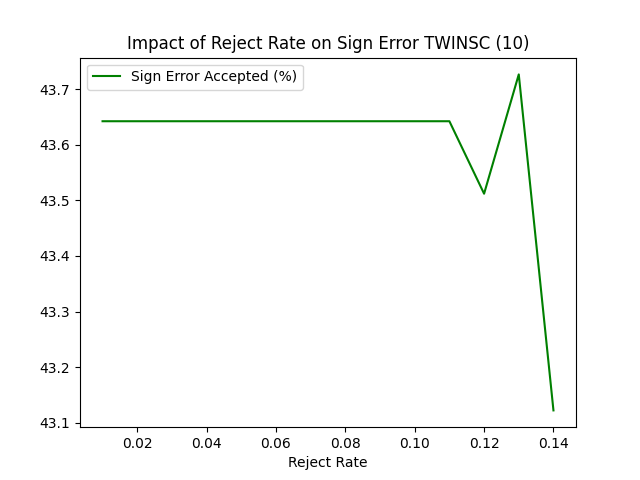 Impact of Reject Rate on Sign Error TWINSC (10)
Sign Error Accepted (%)
43.7
43.6
43.5
43.4
43.3
43.2
43.1
0.02 0.04 0.06 0.08 0.10 0.12 0.14
Reject Rate